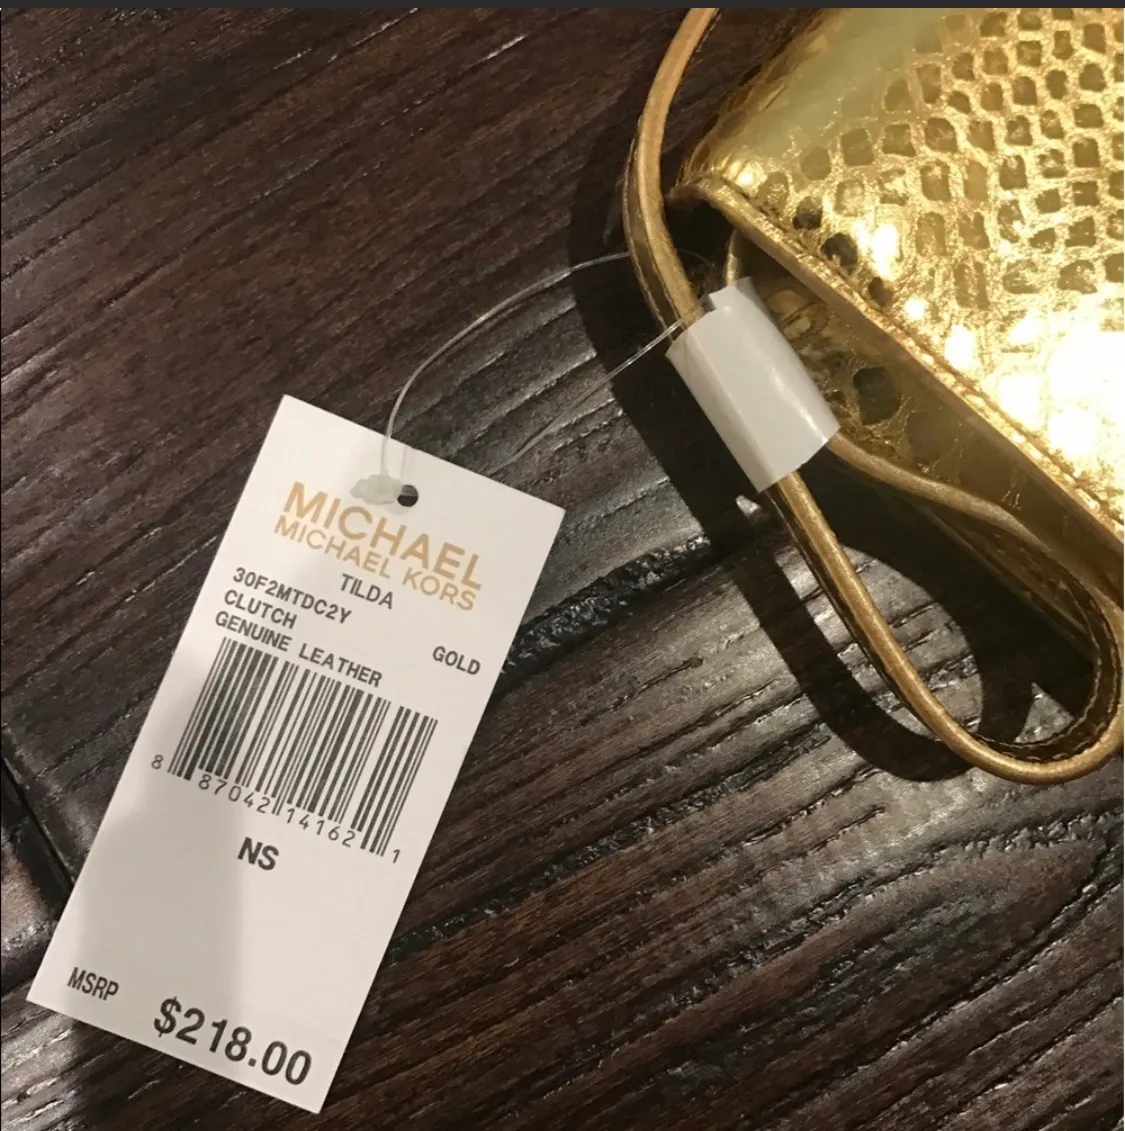 MICHAEL
MICHAEL KORS
TILDA
30F2MTDC2Y
CLUTCH
GENUINE LEATHER
GOLD
8 87042 14162 1
NS
MSRP
$218.00